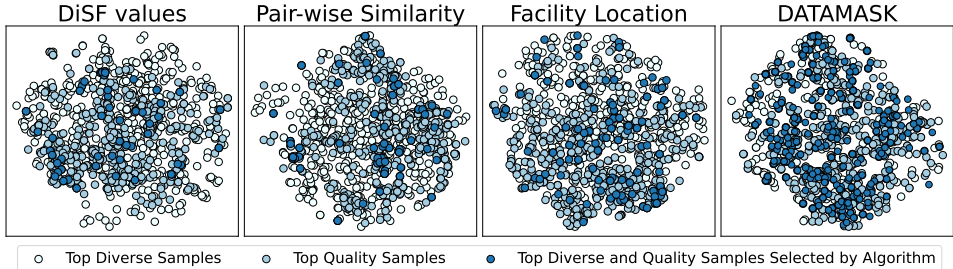 DiSF values
Pair-wise Similarity
Facility Location
DATAMASK
Top Diverse Samples
Top Quality Samples
Top Diverse and Quality Samples Selected by Algorithm